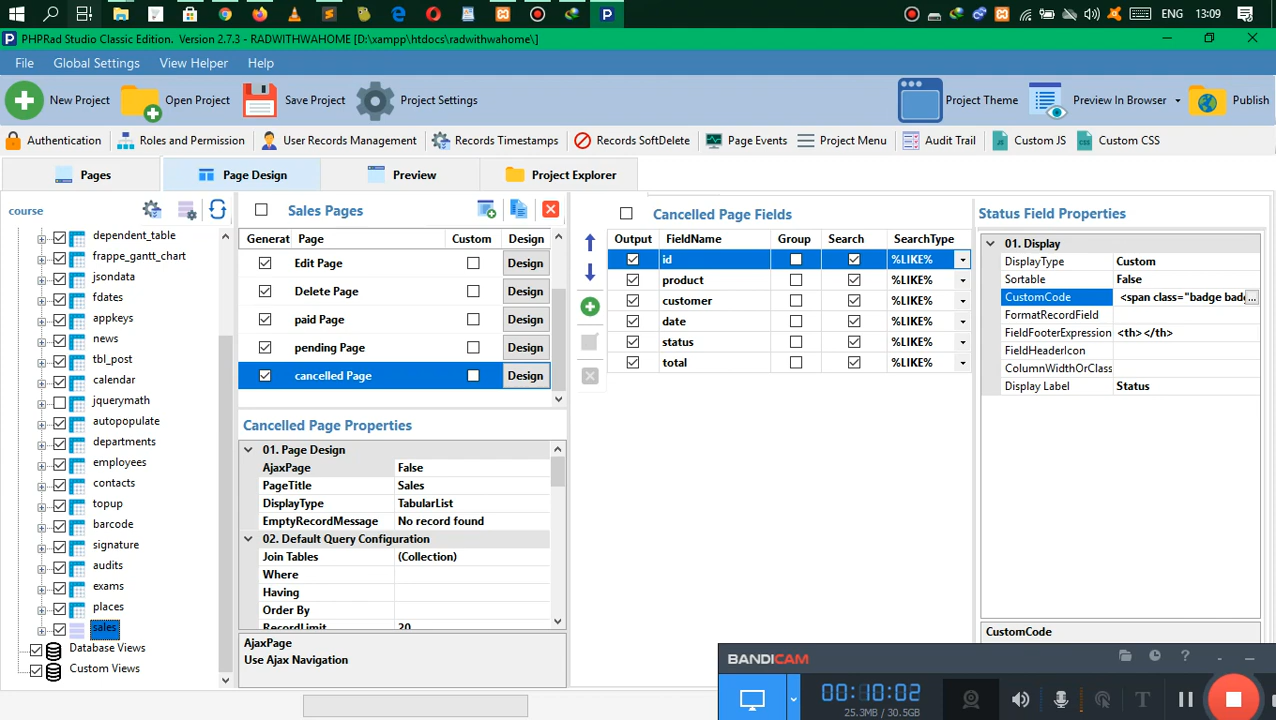 ENG 13:09
PHPRad Studio Classic Edition. Version 2.7.3 - RADWITHWAHOME [D:\xampp\htdocs\radwithwahome\]
File Global Settings View Helper Help
New Project Open Project Save Project Project Settings Project Theme Preview In Browser Publish
Authentication Roles and Permission User Records Management Records Timestamps Records SoftDelete Page Events Project Menu Audit Trail Custom JS Custom CSS
Pages Page Design Preview Project Explorer
course
dependent_table
frappe_gantt_chart
jsondata
fdates
appkeys
news
tbl_post
calendar
jquerymath
autopopulate
departments
employees
contacts
topup
barcode
signature
audits
exams
places
sales
Database Views
Custom Views
Sales Pages
Generat Page Custom Design
Edit Page Design
Delete Page Design
paid Page Design
pending Page Design
cancelled Page Design
Cancelled Page Properties
01. Page Design
AjaxPage False
PageTitle Sales
DisplayType TabularList
EmptyRecordMessage No record found
02. Default Query Configuration
Join Tables (Collection)
Where
Having
Order By
RecordLimit 20
AjaxPage
Use Ajax Navigation
Cancelled Page Fields
Output FieldName Group Search SearchType
id %LIKE%
product %LIKE%
customer %LIKE%
date %LIKE%
status %LIKE%
total %LIKE%
Status Field Properties
01. Display
DisplayType Custom
Sortable False
CustomCode <span class="badge bad ...
FormatRecordField
FieldFooterExpression <th></th>
FieldHeaderIcon
ColumnWidthOrClass
Display Label Status
CustomCode
BANDICAM
00:10:02
25.3MB / 30.5GB